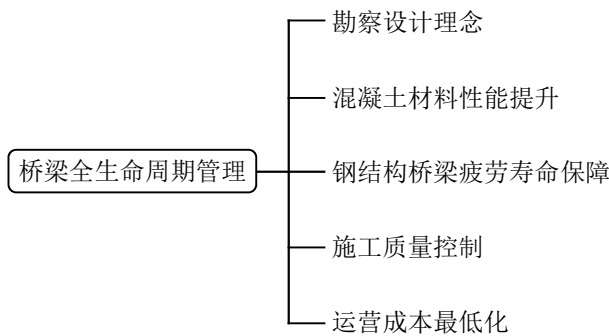 桥梁全生命周期管理
勘察设计理念
混凝土材料性能提升
钢结构桥梁疲劳寿命保障
施工质量控制
运营成本最低化